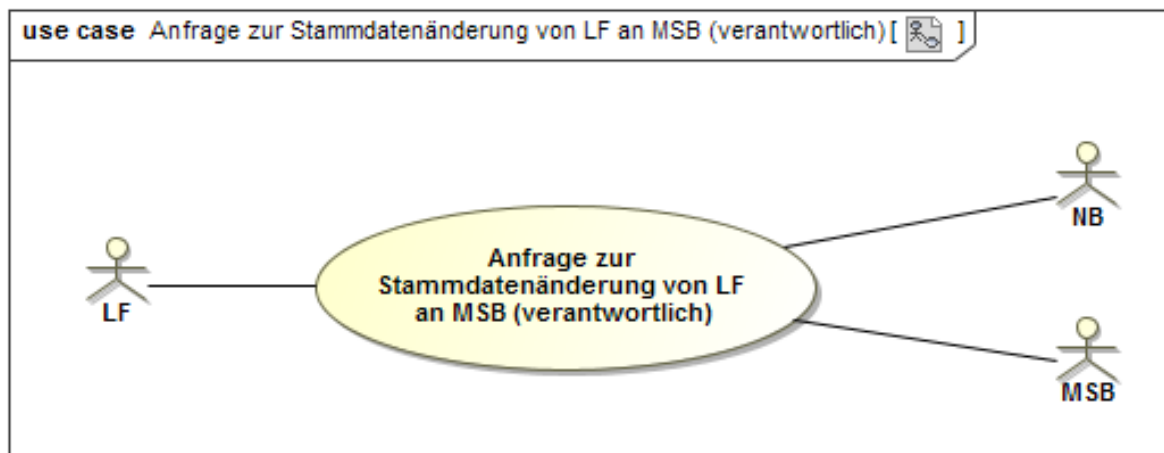 use case Anfrage zur Stammdatenänderung von LF an MSB (verantwortlich) [ ]
NB
Anfrage zur
Stammdatenänderung von LF
an MSB (verantwortlich)
LF
MSB